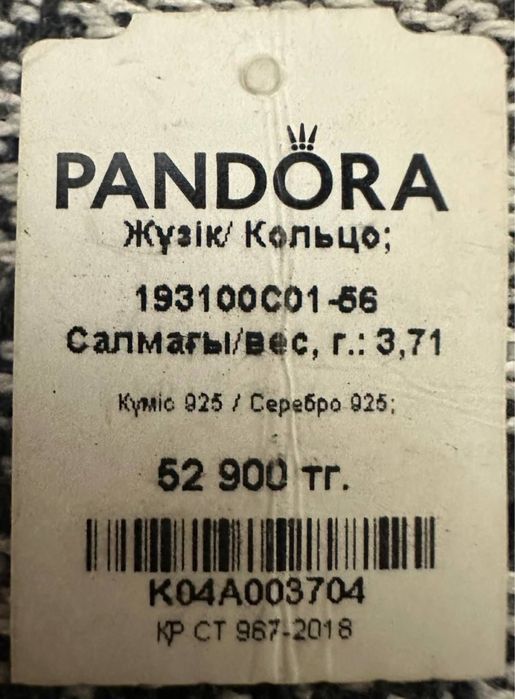 PANDORA
Жүзік/ Кольцо;
193100C01-56
Салмағы/вес, г.: 3,71
Күміс 925 / Серебро 925;
52 900 тг.
K04A003704
ҚР СТ 967-2018